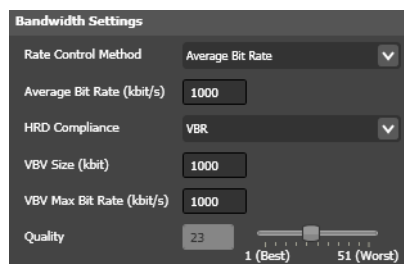 Bandwidth Settings
Rate Control Method Average Bit Rate
Average Bit Rate (kbit/s) 1000
HRD Compliance VBR
VBV Size (kbit) 1000
VBV Max Bit Rate (kbit/s) 1000
Quality 23
1 (Best) 51 (Worst)